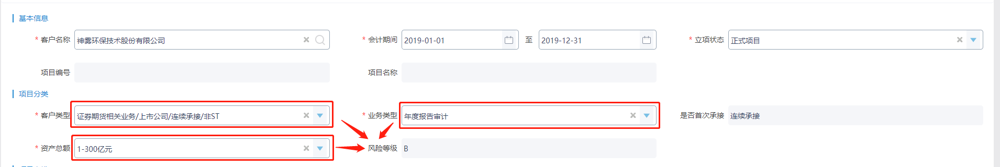 基本信息
* 客户名称 神雾环保技术股份有限公司 * 会计期间 2019-01-01 至 2019-12-31 * 立项状态 正式项目
项目编号 项目名称
项目分类
* 客户类型 证券期货相关业务/上市公司/连续承接/非ST * 业务类型 年度报告审计 是否首次承接 连续承接
* 资产总额 1-300亿元 风险等级 B